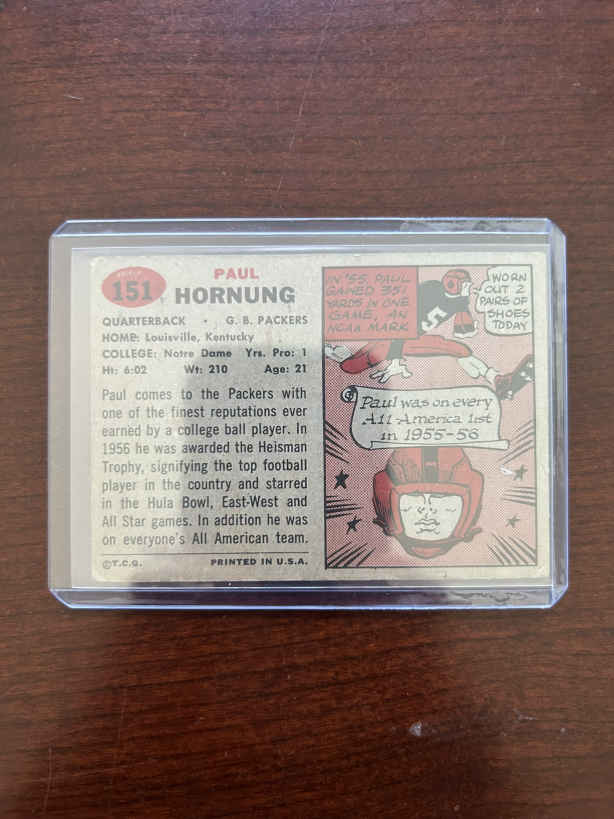 151
PAUL
HORNUNG
QUARTERBACK • G. B. PACKERS
HOME: Louisville, Kentucky
COLLEGE: Notre Dame Yrs. Pro: 1
Ht: 6:02 Wt: 210 Age: 21
Paul comes to the Packers with
one of the finest reputations ever
earned by a college ball player. In
1956 he was awarded the Heisman
Trophy, signifying the top football
player in the country and starred
in the Hula Bowl, East-West and
All Star games. In addition he was
on everyone's All American team.
©T.C.G. PRINTED IN U.S.A.
IN '55, PAUL
GAINED 351
YARDS IN ONE
GAME, AN
NCAA MARK
5
I WORN
OUT 2
PAIRS OF
SHOES
TODAY
Paul was on every
All-America list
in 1955-56